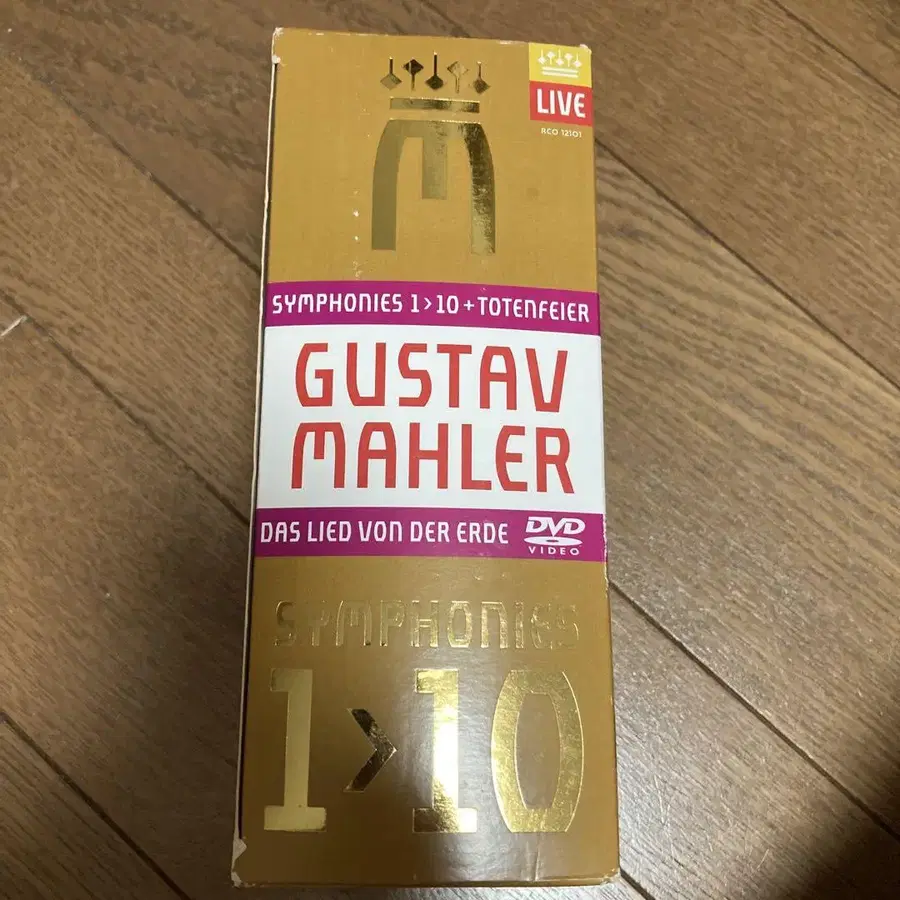 LIVE
RCO 12101
SYMPHONIES 1>10 + TOTENFEIER
GUSTAV
MAHLER
DAS LIED VON DER ERDE DVD
VIDEO
SYMPHONIES
1>10